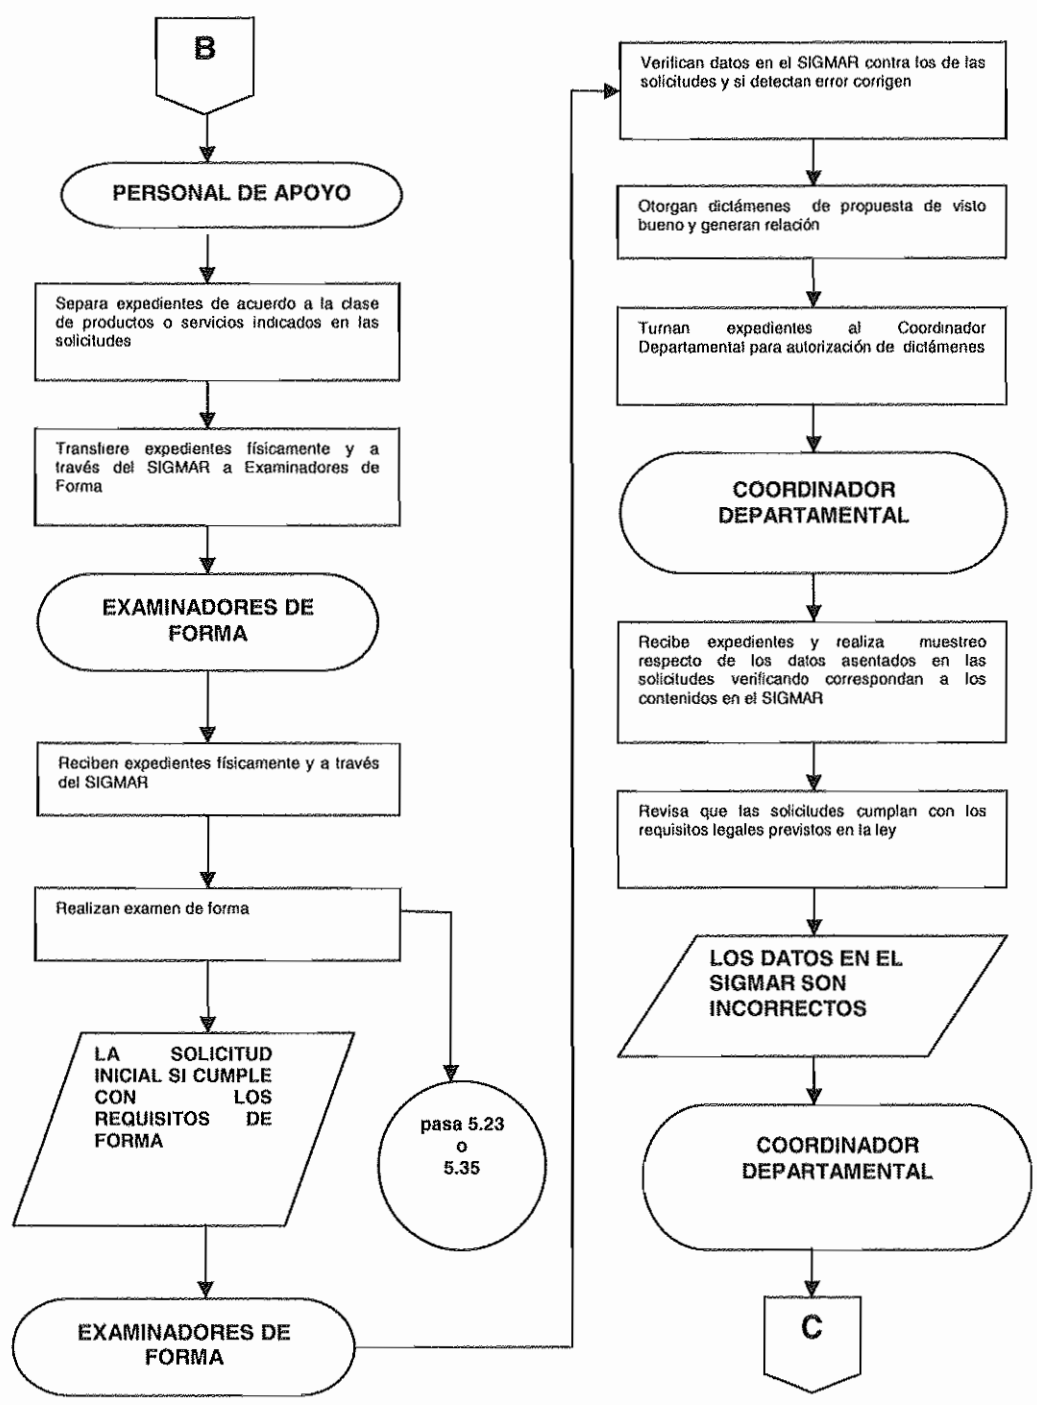 B
PERSONAL DE APOYO
Separa expedientes de acuerdo a la clase
de productos o servicios indicados en las
solicitudes
Transfiere expedientes físicamente y a
través del SIGMAR a Examinadores de
Forma
EXAMINADORES DE
FORMA
Reciben expedientes físicamente y a través
del SIGMAR
Realizan examen de forma
LA SOLICITUD
INICIAL SI CUMPLE
CON LOS
REQUISITOS DE
FORMA
pasa 5.23
o
5.35
EXAMINADORES DE
FORMA
Verifican datos en el SIGMAR contra los de las
solicitudes y si detectan error corrigen
Otorgan dictámenes de propuesta de visto
bueno y generan relación
Turnan expedientes al Coordinador
Departamental para autorización de dictámenes
COORDINADOR
DEPARTAMENTAL
Recibe expedientes y realiza muestreo
respecto de los datos asentados en las
solicitudes verificando correspondan a los
contenidos en el SIGMAR
Revisa que las solicitudes cumplan con los
requisitos legales previstos en la ley
LOS DATOS EN EL
SIGMAR SON
INCORRECTOS
COORDINADOR
DEPARTAMENTAL
C